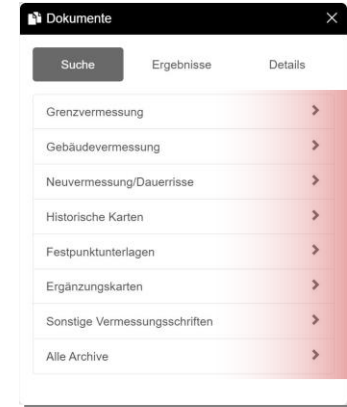 Dokumente
Suche Ergebnisse Details
Grenzvermessung
Gebäudevermessung
Neuvermessung/Dauerrisse
Historische Karten
Festpunktunterlagen
Ergänzungskarten
Sonstige Vermessungsschriften
Alle Archive